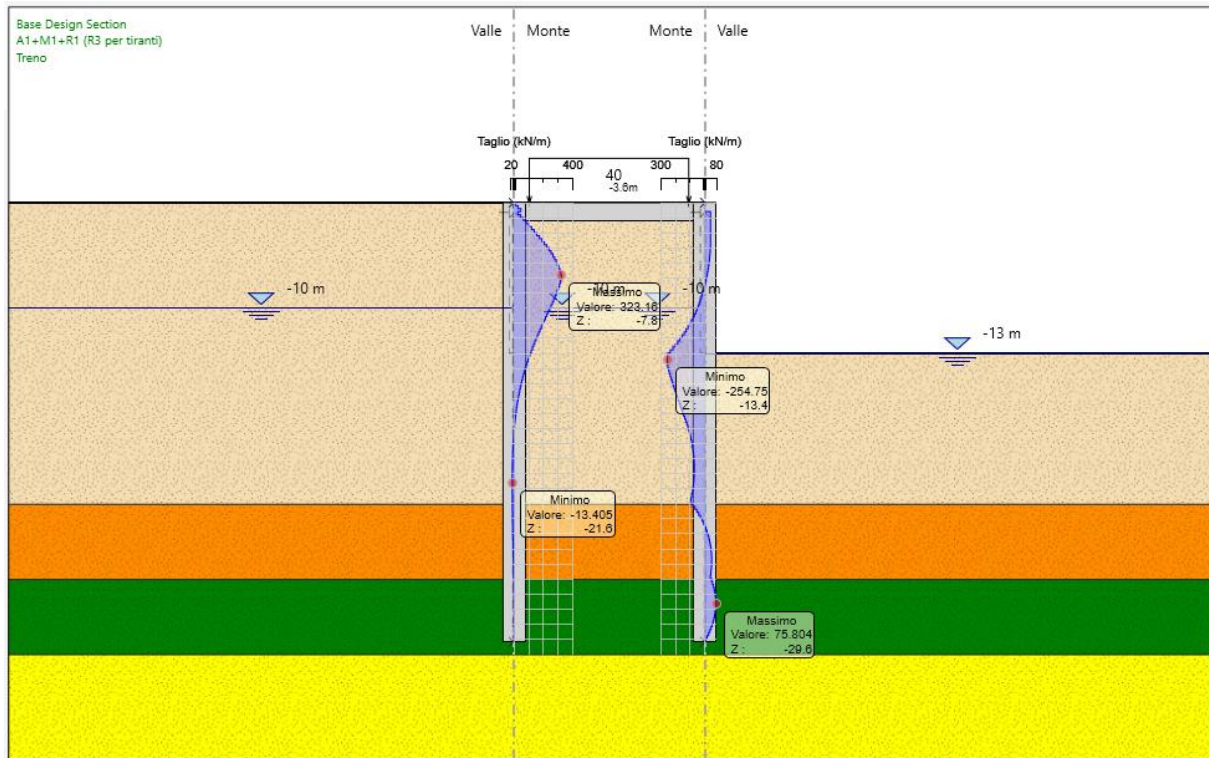 Base Design Section
A1+M1+R1 (R3 per tiranti)
Treno
Valle Monte Monte Valle
Taglio (kN/m) Taglio (kN/m)
20 400 40 300 80
-3.6m
-10 m -10 m
Massimo
Valore: 323.16
Z : -7.8
-13 m
Minimo
Valore: -254.75
Z : -13.4
Minimo
Valore: -13.405
Z : -21.6
Massimo
Valore: 75.804
Z : -29.6